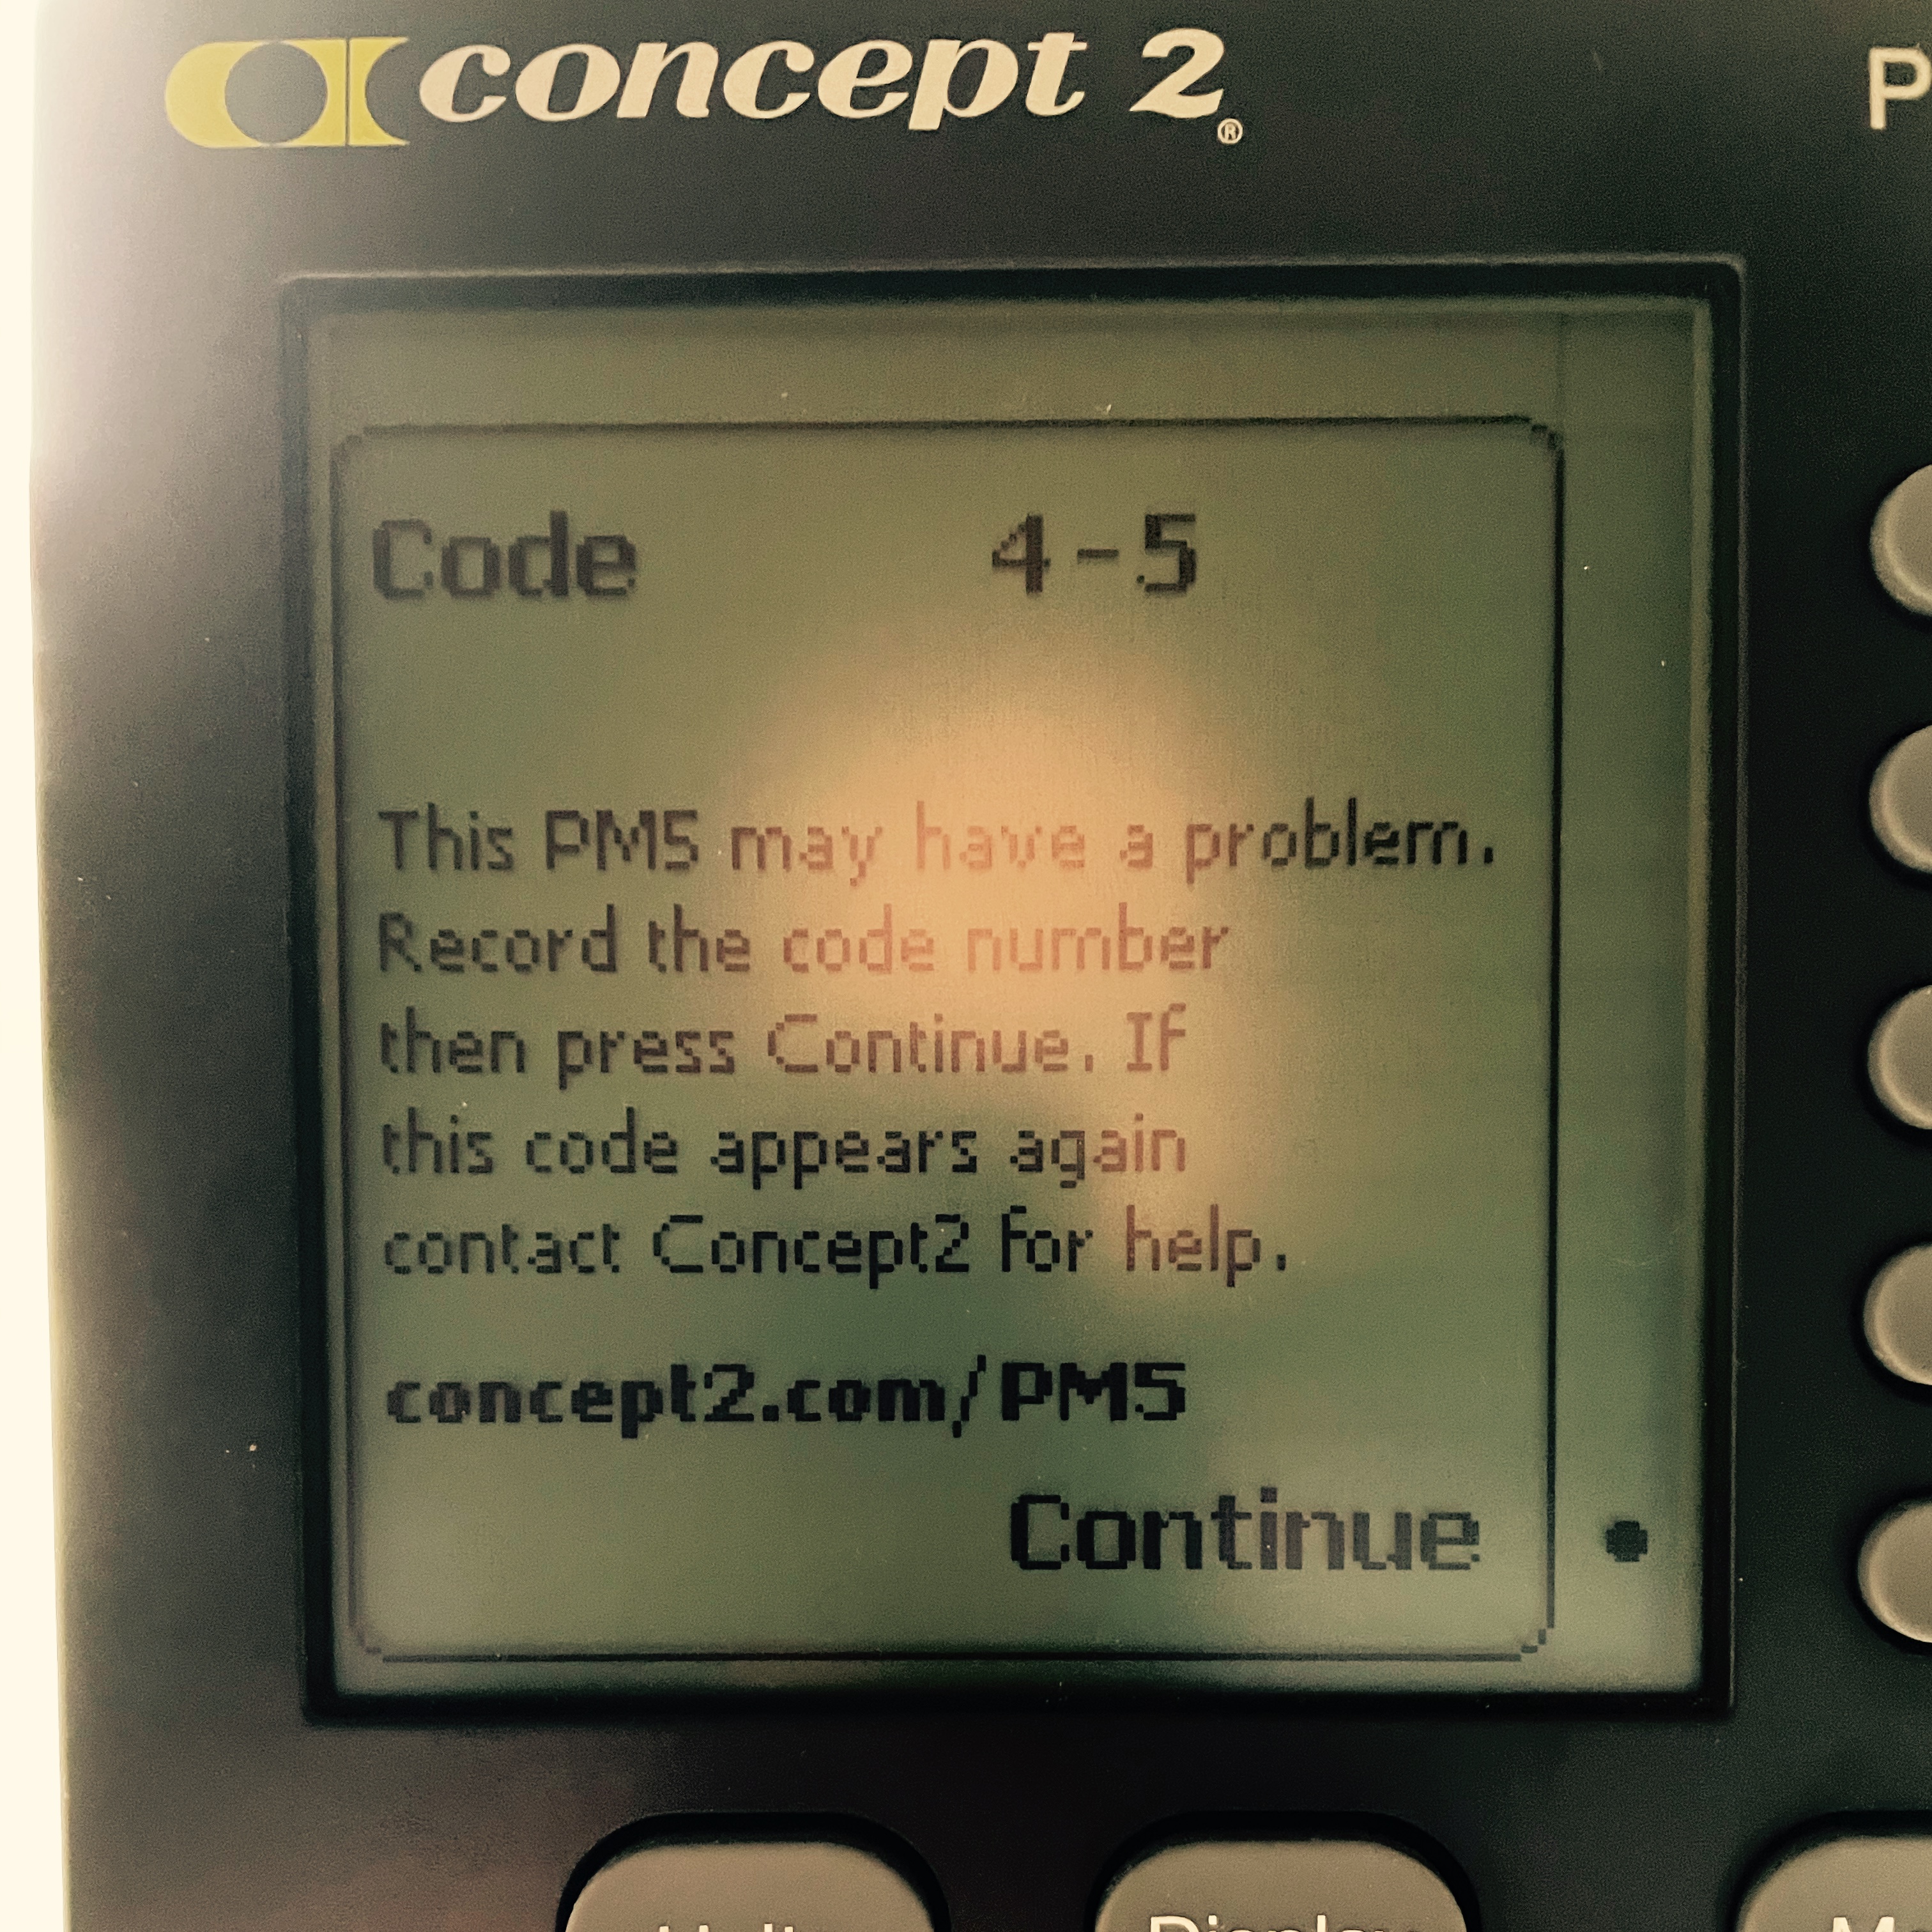 concept 2®
P
Code 4-5
This PM5 may have a problem.
Record the code number
then press Continue. If
this code appears again
contact Concept2 for help.
concept2.com/PM5
Continue